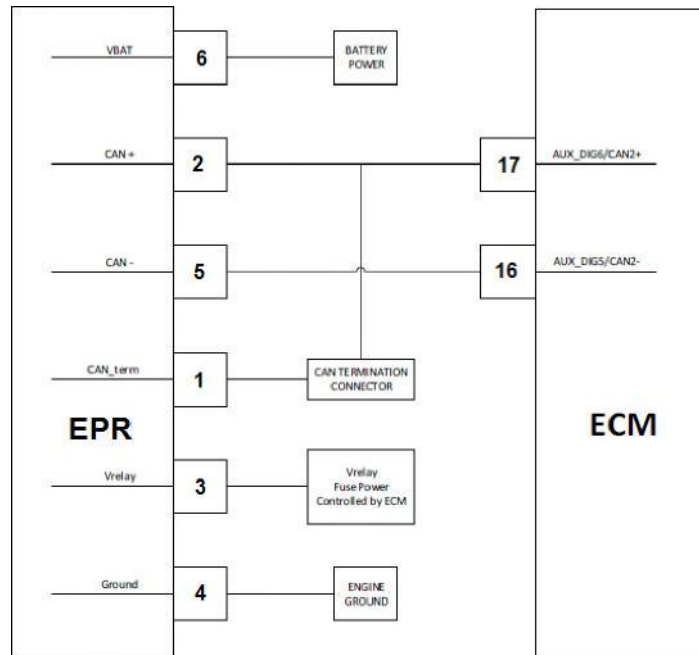 VBAT
6
BATTERY
POWER
CAN +
2
17
AUX_DIG6/CAN2+
CAN -
5
16
AUX_DIG5/CAN2-
CAN_term
1
CAN TERMINATION
CONNECTOR
EPR
ECM
Vrelay
3
Vrelay
Fuse Power
Controlled by ECM
Ground
4
ENGINE
GROUND